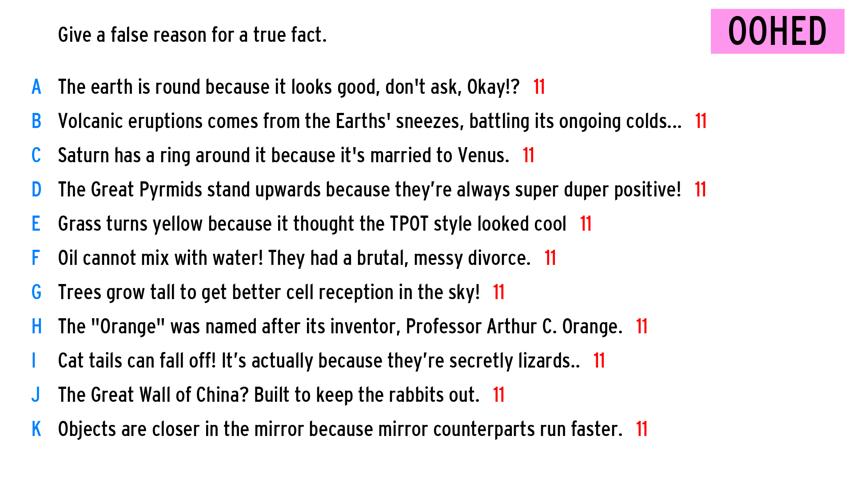 Give a false reason for a true fact.
OOHED
A The earth is round because it looks good, don't ask, Okay!? 11
B Volcanic eruptions comes from the Earths' sneezes, battling its ongoing colds... 11
C Saturn has a ring around it because it's married to Venus. 11
D The Great Pyrmids stand upwards because they’re always super duper positive! 11
E Grass turns yellow because it thought the TPOT style looked cool 11
F Oil cannot mix with water! They had a brutal, messy divorce. 11
G Trees grow tall to get better cell reception in the sky! 11
H The "Orange" was named after its inventor, Professor Arthur C. Orange. 11
I Cat tails can fall off! It’s actually because they’re secretly lizards.. 11
J The Great Wall of China? Built to keep the rabbits out. 11
K Objects are closer in the mirror because mirror counterparts run faster. 11